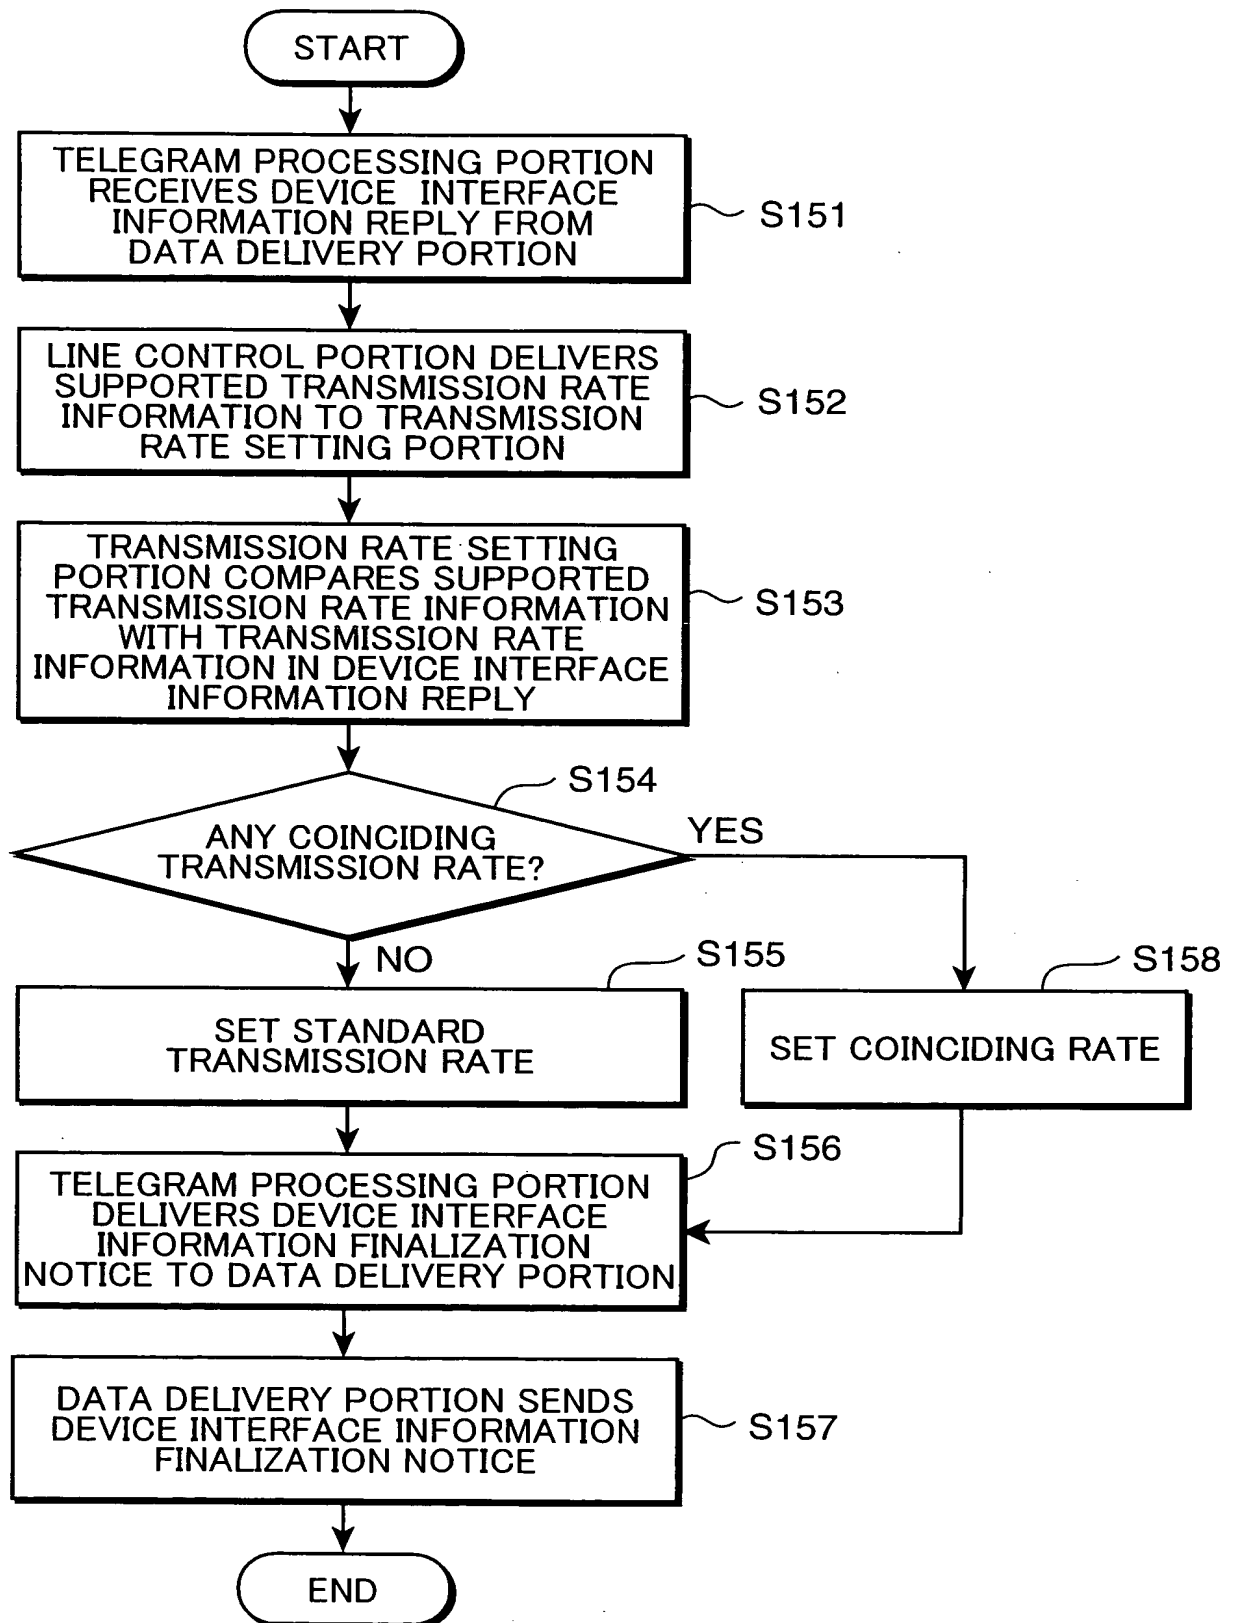 START
TELEGRAM PROCESSING PORTION
RECEIVES DEVICE INTERFACE
INFORMATION REPLY FROM
DATA DELIVERY PORTION
S151
LINE CONTROL PORTION DELIVERS
SUPPORTED TRANSMISSION RATE
INFORMATION TO TRANSMISSION
RATE SETTING PORTION
S152
TRANSMISSION RATE SETTING
PORTION COMPARES SUPPORTED
TRANSMISSION RATE INFORMATION
WITH TRANSMISSION RATE
INFORMATION IN DEVICE INTERFACE
INFORMATION REPLY
S153
S154
ANY COINCIDING
TRANSMISSION RATE?
YES
NO
S155
SET STANDARD
TRANSMISSION RATE
S158
SET COINCIDING RATE
S156
TELEGRAM PROCESSING PORTION
DELIVERS DEVICE INTERFACE
INFORMATION FINALIZATION
NOTICE TO DATA DELIVERY PORTION
DATA DELIVERY PORTION SENDS
DEVICE INTERFACE INFORMATION
FINALIZATION NOTICE
S157
END